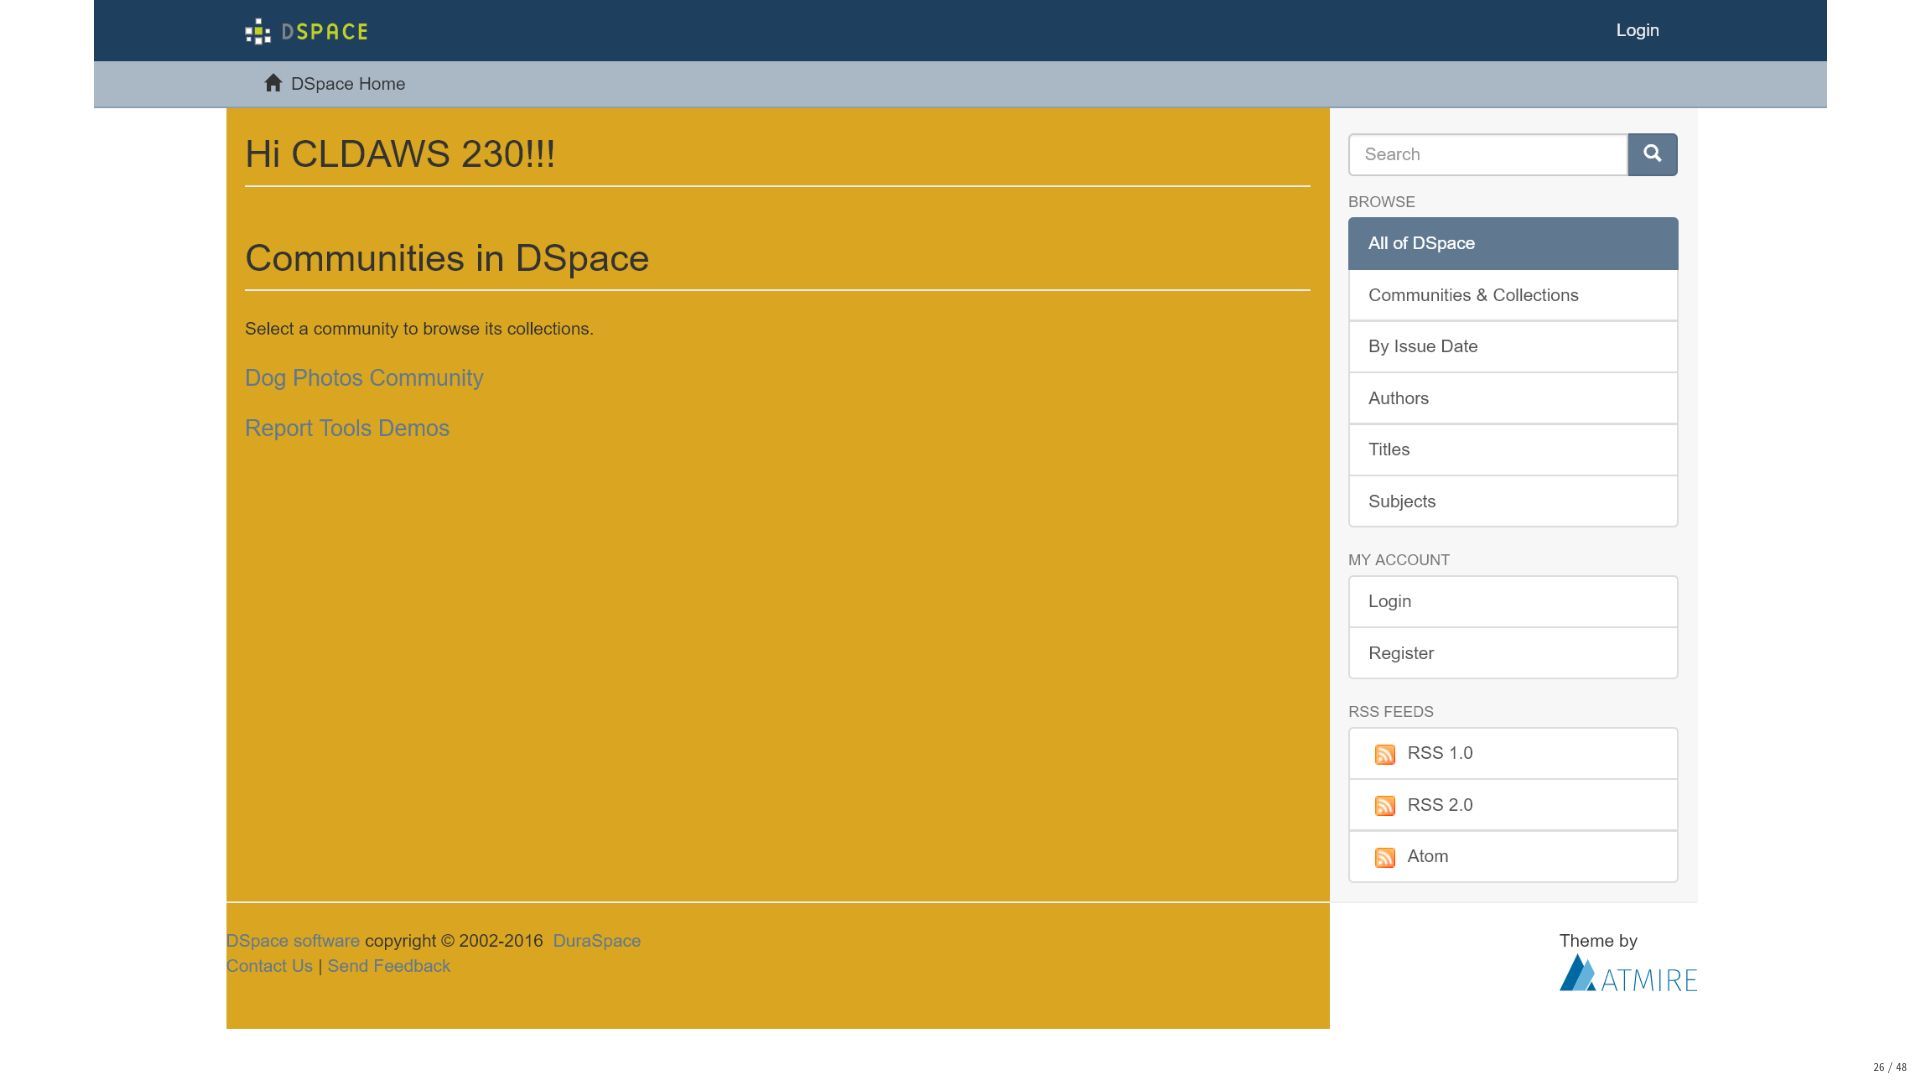 DSPACE
Login
DSpace Home
Hi CLDAWS 230!!!
Communities in DSpace
Select a community to browse its collections.
Dog Photos Community
Report Tools Demos
Search
BROWSE
All of DSpace
Communities & Collections
By Issue Date
Authors
Titles
Subjects
MY ACCOUNT
Login
Register
RSS FEEDS
RSS 1.0
RSS 2.0
Atom
DSpace software copyright © 2002-2016 DuraSpace
Contact Us | Send Feedback
Theme by
ATMIRE
26 / 48